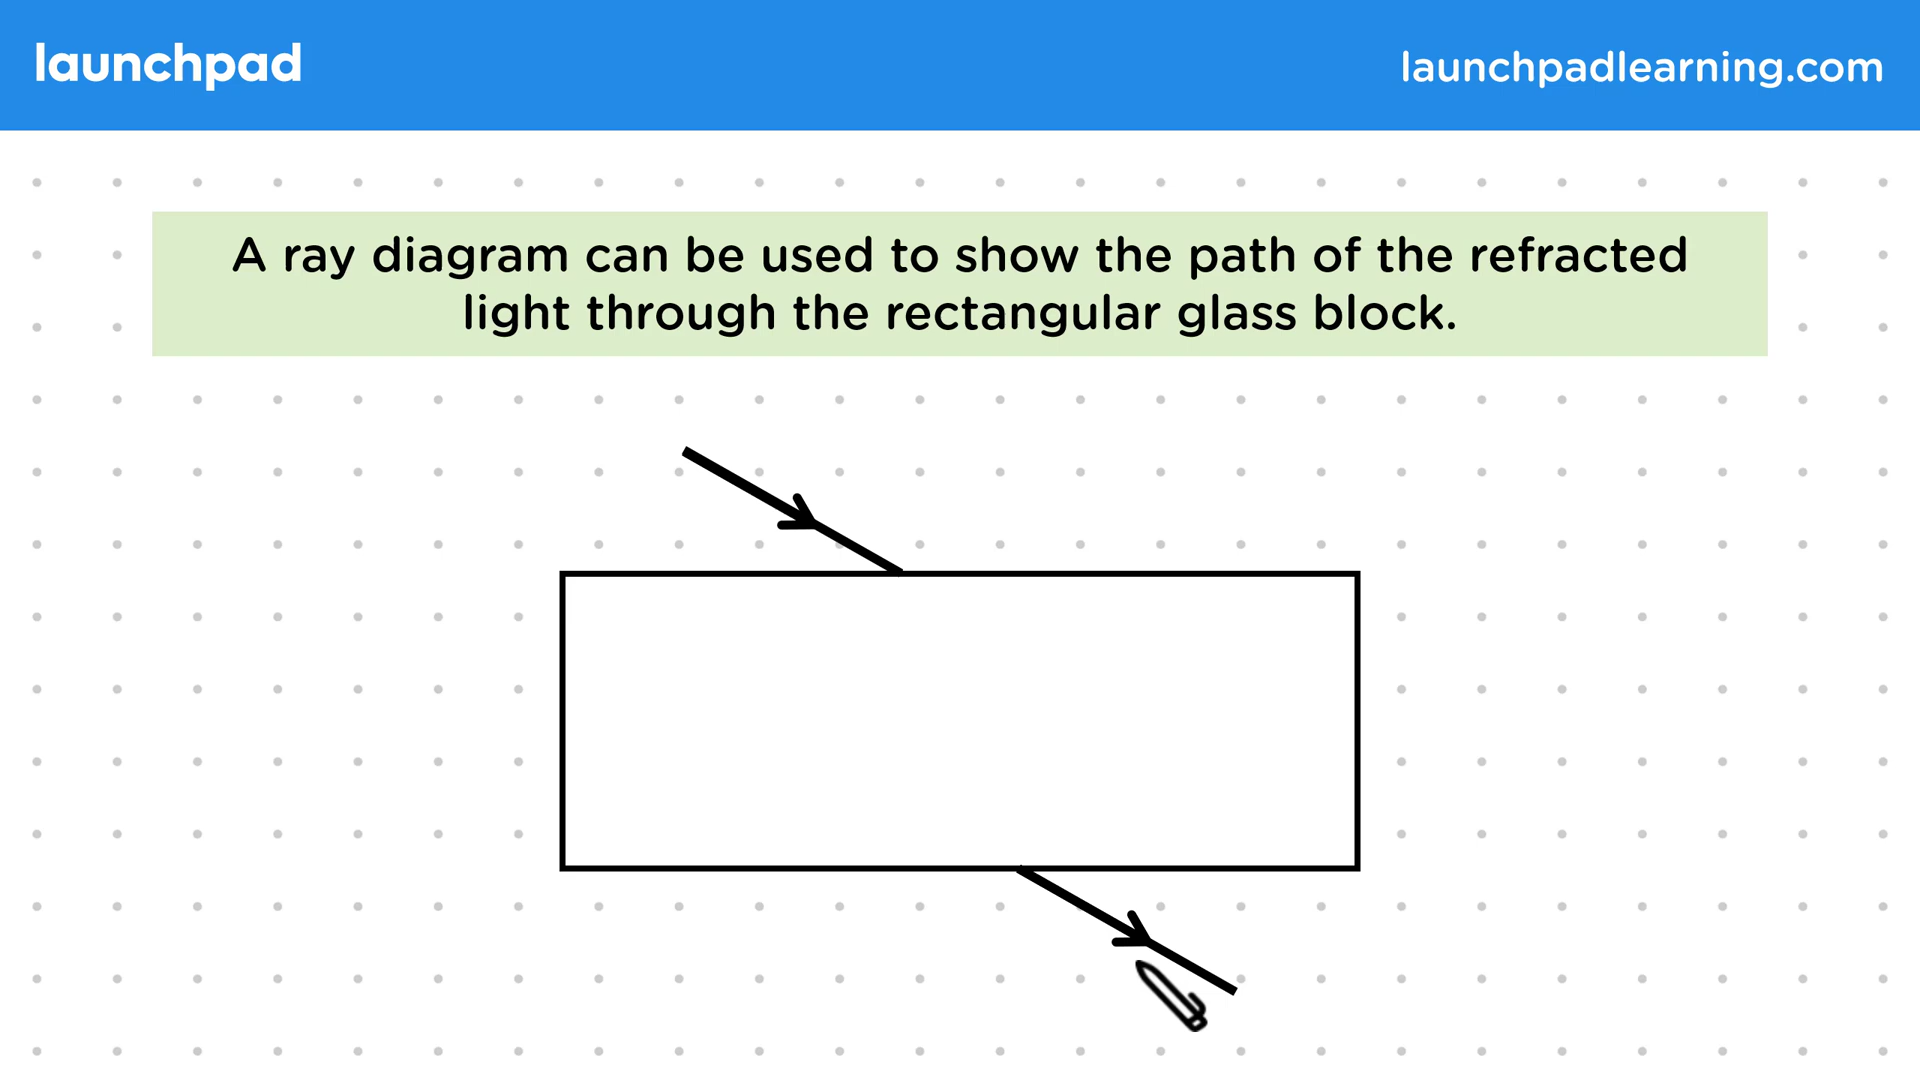 launchpad
launchpadlearning.com
A ray diagram can be used to show the path of the refracted
light through the rectangular glass block.